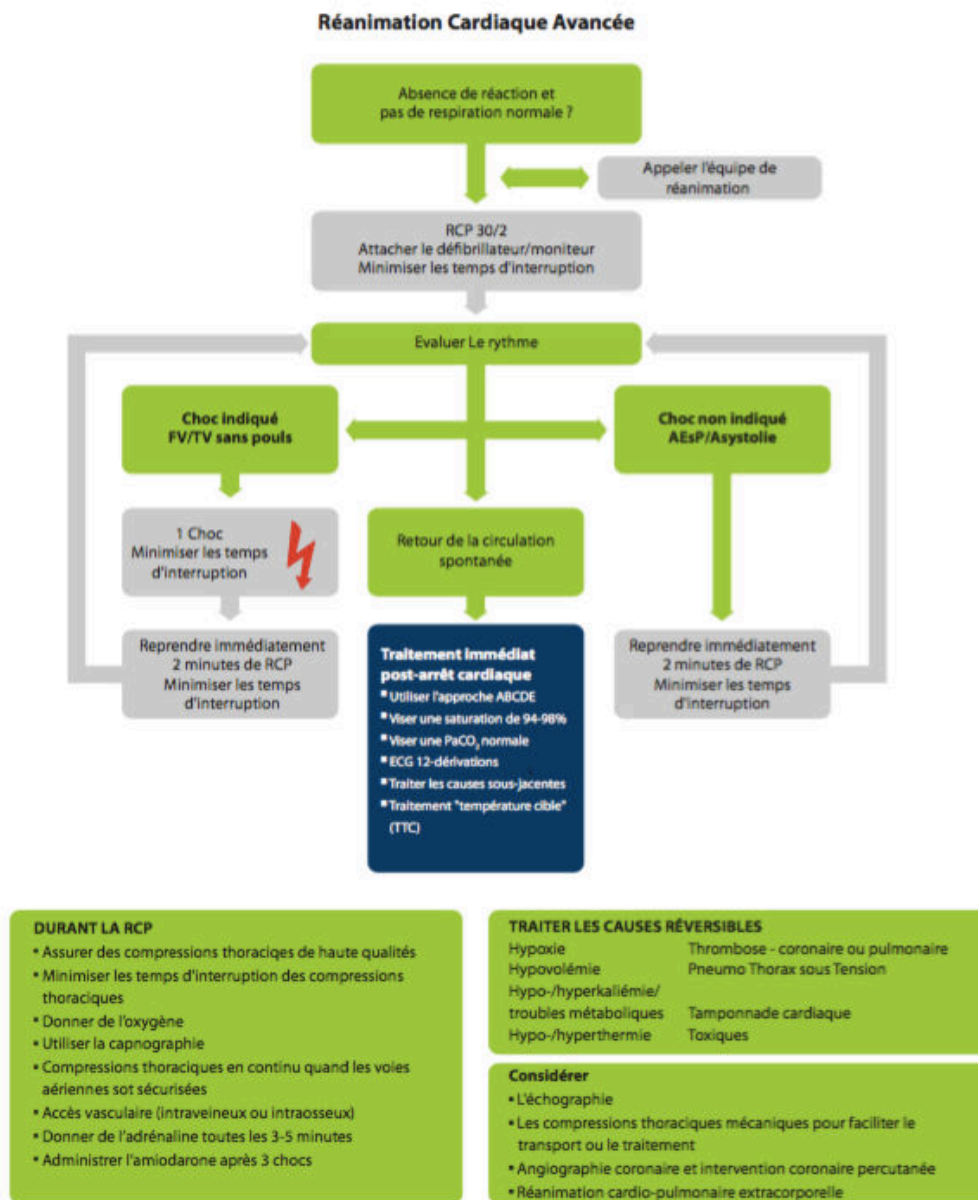 Réanimation Cardiaque Avancée
Absence de réaction et
pas de respiration normale ?
Appeler l'équipe de
réanimation
RCP 30/2
Attacher le défibrillateur/moniteur
Minimiser les temps d'interruption
Evaluer Le rythme
Choc indiqué
FV/TV sans pouls
Choc non indiqué
AEsP/Asystolie
1 Choc
Minimiser les temps
d'interruption
Retour de la circulation
spontanée
Reprendre immédiatement
2 minutes de RCP
Minimiser les temps
d'interruption
Traitement immédiat
post-arrêt cardiaque
▪ Utiliser l'approche ABCDE
▪ Viser une saturation de 94-98%
▪ Viser une PaCO₂ normale
▪ ECG 12-dérivations
▪ Traiter les causes sous-jacentes
▪ Traitement "température cible"
(TTC)
Reprendre immédiatement
2 minutes de RCP
Minimiser les temps
d'interruption
DURANT LA RCP
▪ Assurer des compressions thoraciqes de haute qualités
▪ Minimiser les temps d'interruption des compressions
thoraciques
▪ Donner de l'oxygène
▪ Utiliser la capnographie
▪ Compressions thoraciques en continu quand les voies
aériennes sot sécurisées
▪ Accès vasculaire (intraveineux ou intraosseux)
▪ Donner de l'adrénaline toutes les 3-5 minutes
▪ Administrer l'amiodarone après 3 chocs
TRAITER LES CAUSES RÉVERSIBLES
Hypoxie Thrombose - coronaire ou pulmonaire
Hypovolémie Pneumo Thorax sous Tension
Hypo-/hyperkaliémie/
troubles métaboliques Tamponnade cardiaque
Hypo-/hyperthermie Toxiques
Considérer
▪ L'échographie
▪ Les compressions thoraciques mécaniques pour faciliter le
transport ou le traitement
▪ Angiographie coronaire et intervention coronaire percutanée
▪ Réanimation cardio-pulmonaire extracorporelle